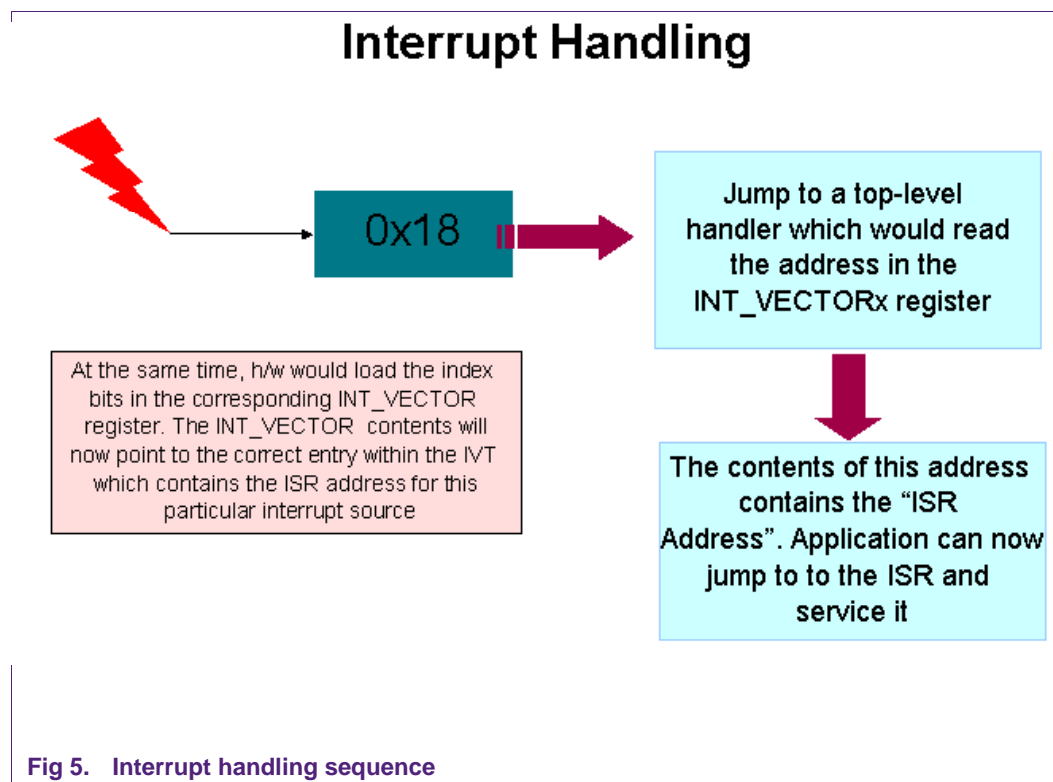 Interrupt Handling
0x18
Jump to a top-level
handler which would read
the address in the
INT_VECTORx register
At the same time, h/w would load the index
bits in the corresponding INT_VECTOR
register. The INT_VECTOR contents will
now point to the correct entry within the IVT
which contains the ISR address for this
particular interrupt source
The contents of this address
contains the “ISR
Address”. Application can now
jump to to the ISR and
service it
Fig 5. Interrupt handling sequence